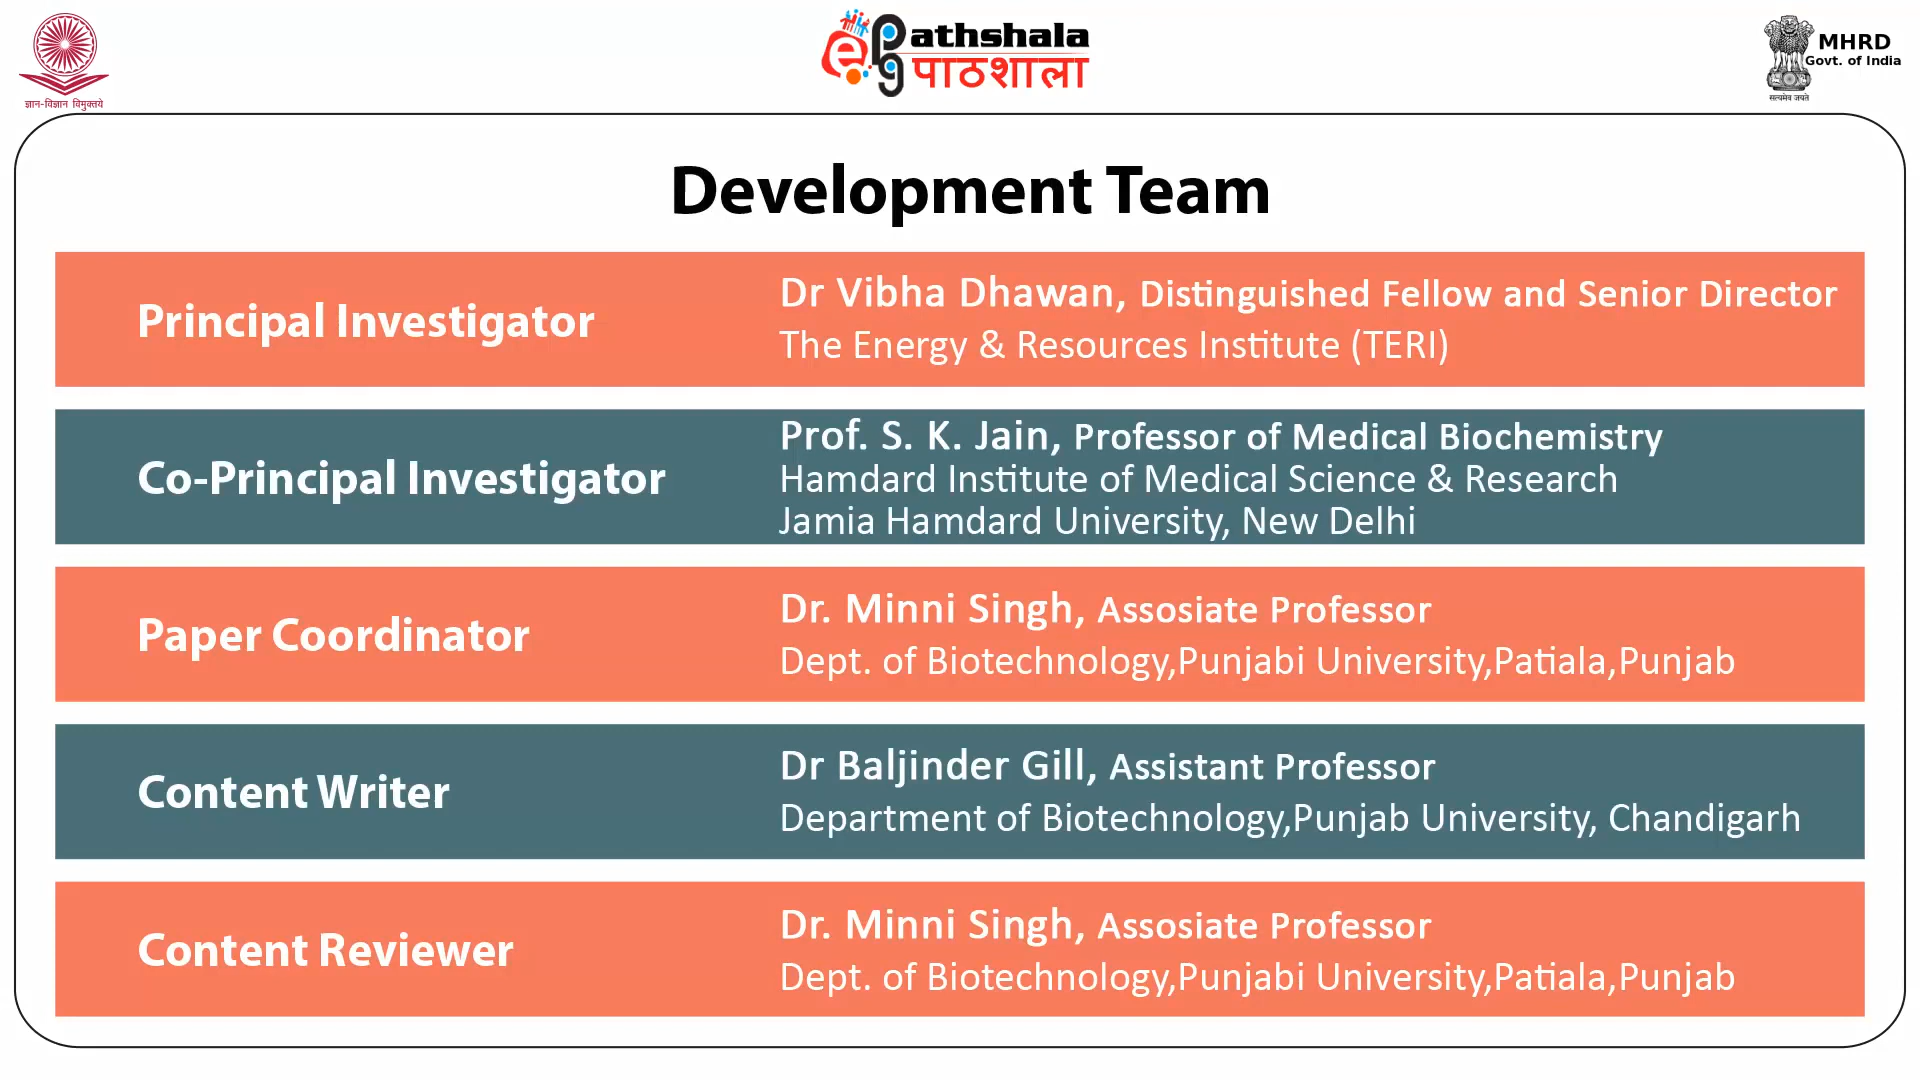 ज्ञान-विज्ञान विमुक्तये
ePathshala
पाठशाला
MHRD
Govt. of India
सत्यमेव जयते
Development Team
Principal Investigator
Dr Vibha Dhawan, Distinguished Fellow and Senior Director
The Energy & Resources Institute (TERI)
Co-Principal Investigator
Prof. S. K. Jain, Professor of Medical Biochemistry
Hamdard Institute of Medical Science & Research
Jamia Hamdard University, New Delhi
Paper Coordinator
Dr. Minni Singh, Assosiate Professor
Dept. of Biotechnology,Punjabi University,Patiala,Punjab
Content Writer
Dr Baljinder Gill, Assistant Professor
Department of Biotechnology,Punjab University, Chandigarh
Content Reviewer
Dr. Minni Singh, Assosiate Professor
Dept. of Biotechnology,Punjabi University,Patiala,Punjab